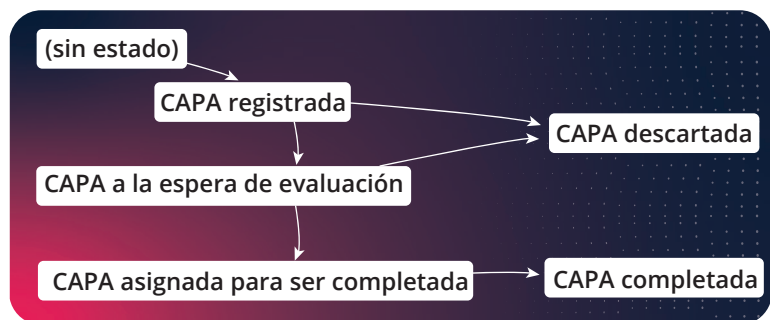 (sin estado)
CAPA registrada
CAPA descartada
CAPA a la espera de evaluación
CAPA asignada para ser completada
CAPA completada